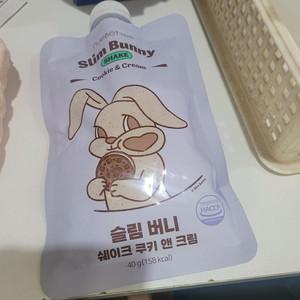 Slim Bunny
SHAKE
Cookie & Cream
HACCP
슬림 버니
쉐이크 쿠키 앤 크림
40 g(158 kcal)